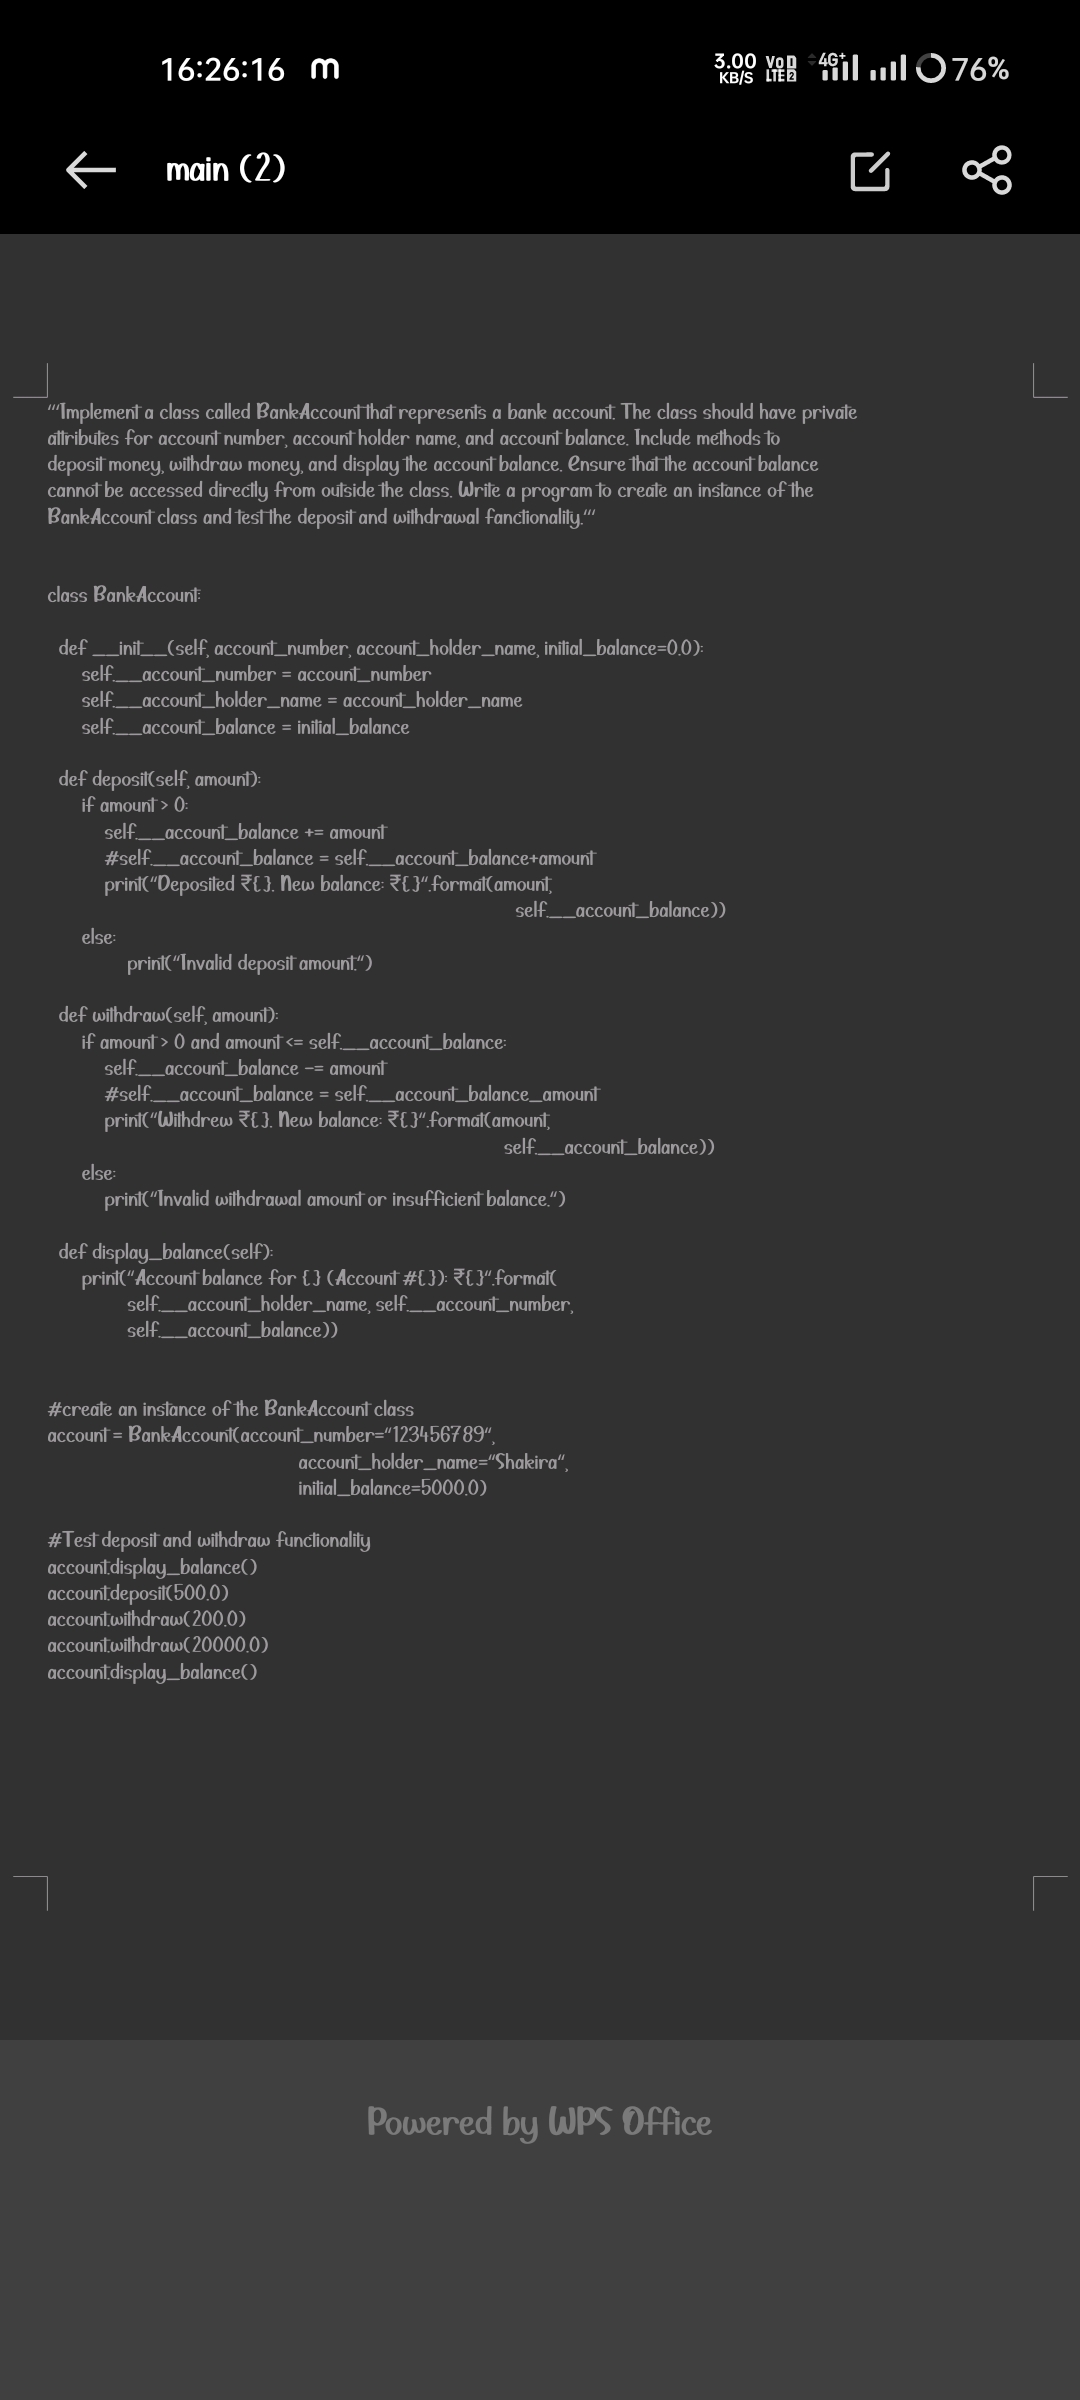 16:26:16 m 3.00 KB/S VoD LTE 2 4G+ 76%
main (2)
'''Implement a class called BankAccount that represents a bank account. The class should have private
attributes for account number, account holder name, and account balance. Include methods to
deposit money, withdraw money, and display the account balance. Ensure that the account balance
cannot be accessed directly from outside the class. Write a program to create an instance of the
BankAccount class and test the deposit and withdrawal fanctionality.'''
class BankAccount:
def __init__(self, account_number, account_holder_name, initial_balance=0.0):
self.__account_number = account_number
self.__account_holder_name = account_holder_name
self.__account_balance = initial_balance
def deposit(self, amount):
if amount > 0:
self.__account_balance += amount
#self.__account_balance = self.__account_balance+amount
print("Deposited ₹{}. New balance: ₹{}".format(amount,
self.__account_balance))
else:
print("Invalid deposit amount.")
def withdraw(self, amount):
if amount > 0 and amount <= self.__account_balance:
self.__account_balance -= amount
#self.__account_balance = self.__account_balance_amount
print("Withdrew ₹{}. New balance: ₹{}".format(amount,
self.__account_balance))
else:
print("Invalid withdrawal amount or insufficient balance.")
def display_balance(self):
print("Account balance for {} (Account #{}): ₹{}".format(
self.__account_holder_name, self.__account_number,
self.__account_balance))
#create an instance of the BankAccount class
account = BankAccount(account_number="123456789",
account_holder_name="Shakira",
initial_balance=5000.0)
#Test deposit and withdraw functionality
account.display_balance()
account.deposit(500.0)
account.withdraw(200.0)
account.withdraw(20000.0)
account.display_balance()
Powered by WPS Office